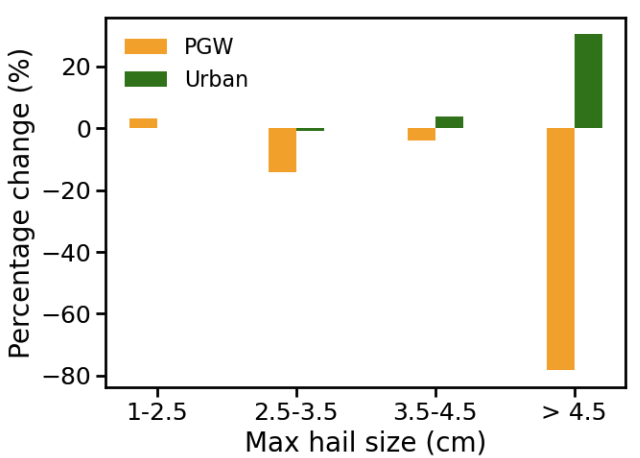 PGW
Urban
Percentage change (%)
20
0
−20
−40
−60
−80
1-2.5
2.5-3.5
3.5-4.5
> 4.5
Max hail size (cm)